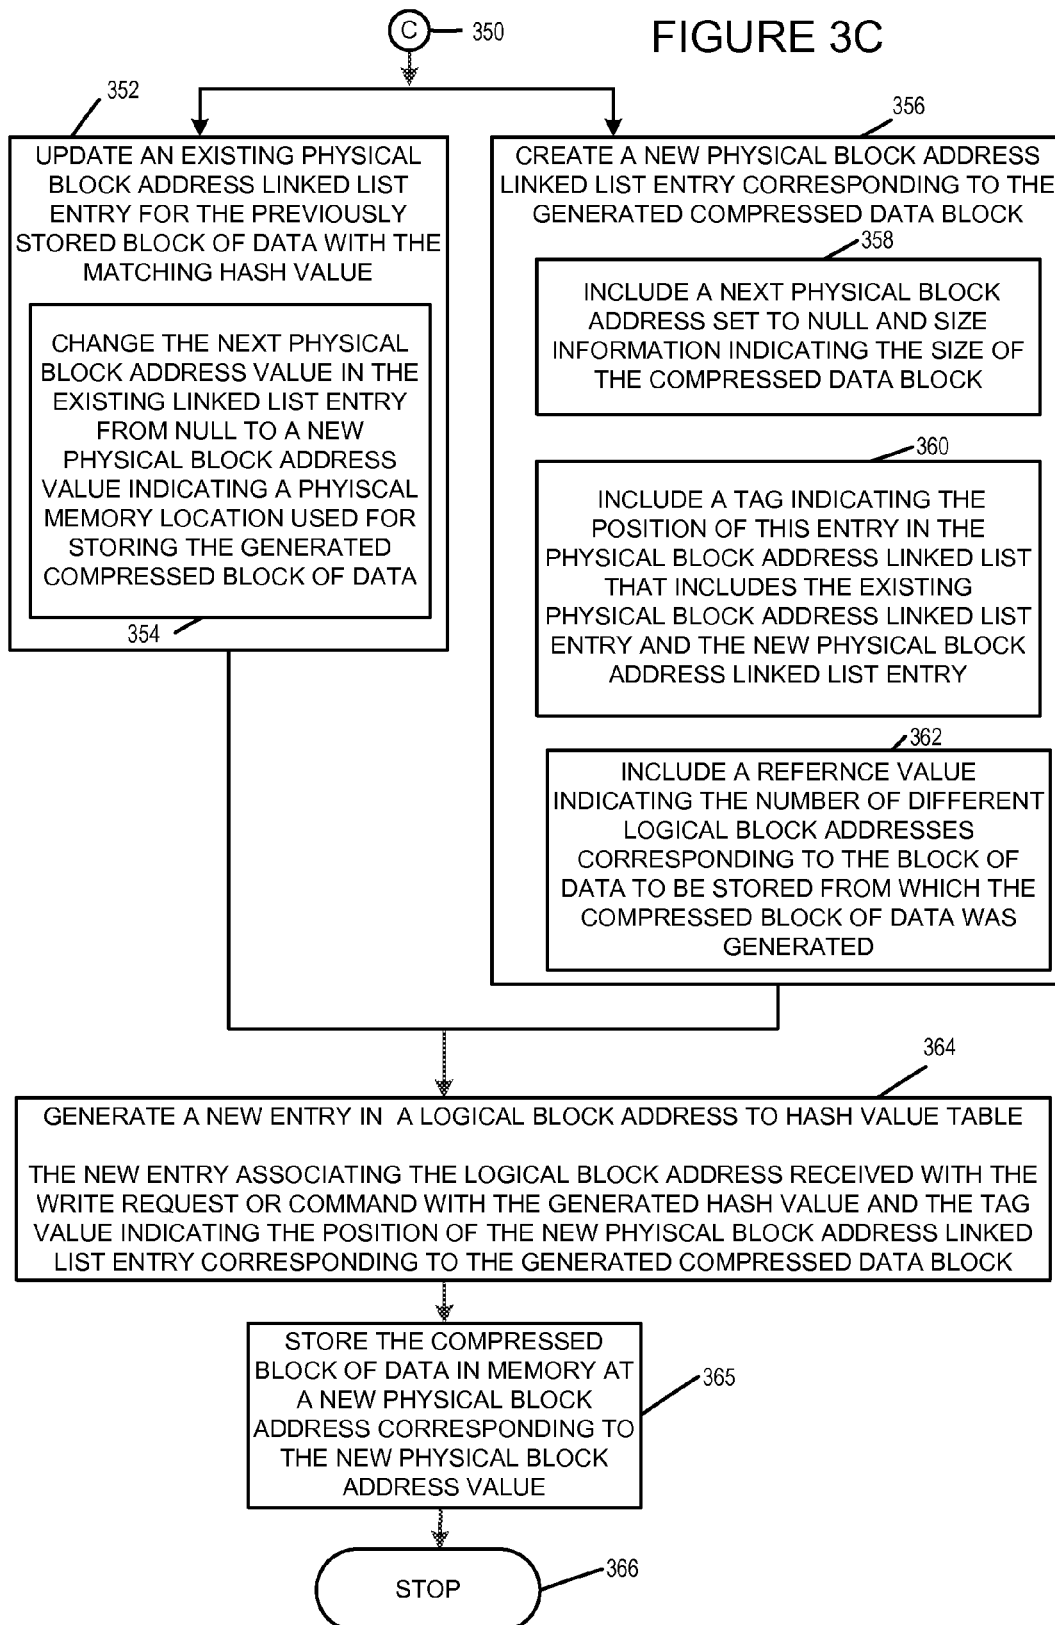 C
350
FIGURE 3C
352
UPDATE AN EXISTING PHYSICAL
BLOCK ADDRESS LINKED LIST
ENTRY FOR THE PREVIOUSLY
STORED BLOCK OF DATA WITH THE
MATCHING HASH VALUE
CHANGE THE NEXT PHYSICAL
BLOCK ADDRESS VALUE IN THE
EXISTING LINKED LIST ENTRY
FROM NULL TO A NEW
PHYSICAL BLOCK ADDRESS
VALUE INDICATING A PHYISCAL
MEMORY LOCATION USED FOR
STORING THE GENERATED
COMPRESSED BLOCK OF DATA
354
356
CREATE A NEW PHYSICAL BLOCK ADDRESS
LINKED LIST ENTRY CORRESPONDING TO THE
GENERATED COMPRESSED DATA BLOCK
358
INCLUDE A NEXT PHYSICAL BLOCK
ADDRESS SET TO NULL AND SIZE
INFORMATION INDICATING THE SIZE OF
THE COMPRESSED DATA BLOCK
360
INCLUDE A TAG INDICATING THE
POSITION OF THIS ENTRY IN THE
PHYSICAL BLOCK ADDRESS LINKED LIST
THAT INCLUDES THE EXISTING
PHYSICAL BLOCK ADDRESS LINKED LIST
ENTRY AND THE NEW PHYSICAL BLOCK
ADDRESS LINKED LIST ENTRY
362
INCLUDE A REFERNCE VALUE
INDICATING THE NUMBER OF DIFFERENT
LOGICAL BLOCK ADDRESSES
CORRESPONDING TO THE BLOCK OF
DATA TO BE STORED FROM WHICH THE
COMPRESSED BLOCK OF DATA WAS
GENERATED
364
GENERATE A NEW ENTRY IN A LOGICAL BLOCK ADDRESS TO HASH VALUE TABLE
THE NEW ENTRY ASSOCIATING THE LOGICAL BLOCK ADDRESS RECEIVED WITH THE
WRITE REQUEST OR COMMAND WITH THE GENERATED HASH VALUE AND THE TAG
VALUE INDICATING THE POSITION OF THE NEW PHYISCAL BLOCK ADDRESS LINKED
LIST ENTRY CORRESPONDING TO THE GENERATED COMPRESSED DATA BLOCK
STORE THE COMPRESSED
BLOCK OF DATA IN MEMORY AT
A NEW PHYSICAL BLOCK
ADDRESS CORRESPONDING TO
THE NEW PHYSICAL BLOCK
ADDRESS VALUE
365
STOP
366